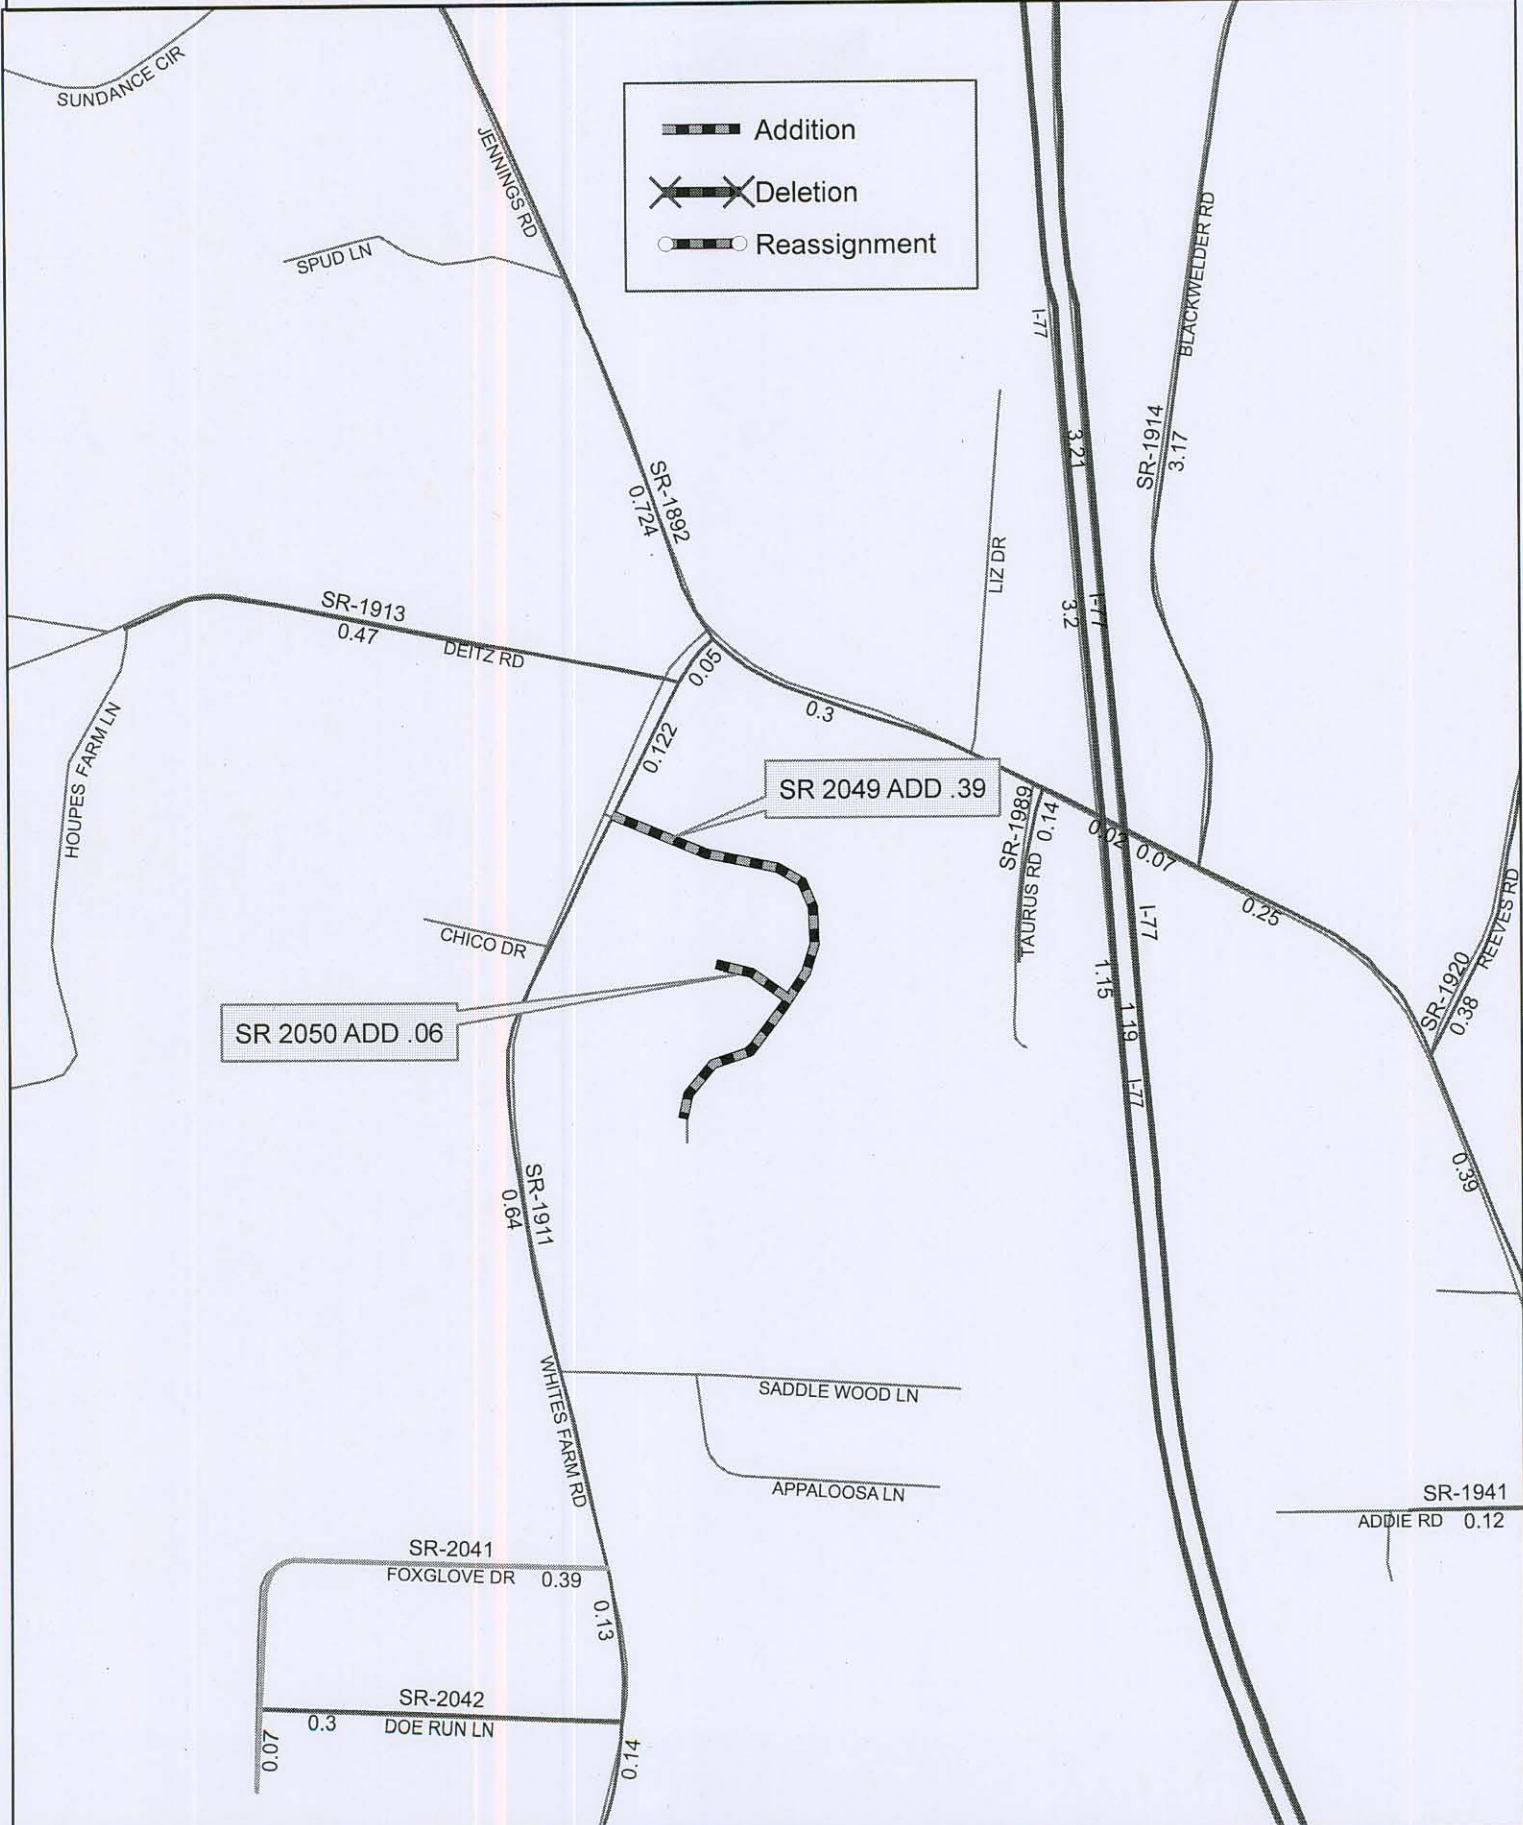 SUNDANCE CIR
JENNINGS RD
SPUD LN
Addition
Deletion
Reassignment
I-77
BLACKWELDER RD
SR-1914
3.17
3.21
SR-1892
0.724
LIZ DR
3.2
I-77
SR-1913
0.47
DEITZ RD
0.05
0.3
0.122
HOUPES FARM LN
SR 2049 ADD .39
SR-1989
0.14
TAURUS RD
0.02
0.07
0.25
I-77
REEVES RD
SR-1920
0.38
CHICO DR
1.15
1.19
I-77
SR 2050 ADD .06
0.39
SR-1911
0.64
WHITES FARM RD
SADDLE WOOD LN
APPALOOSA LN
SR-1941
ADDIE RD 0.12
SR-2041
FOXGLOVE DR 0.39
0.13
SR-2042
0.3 DOE RUN LN
0.07
0.14